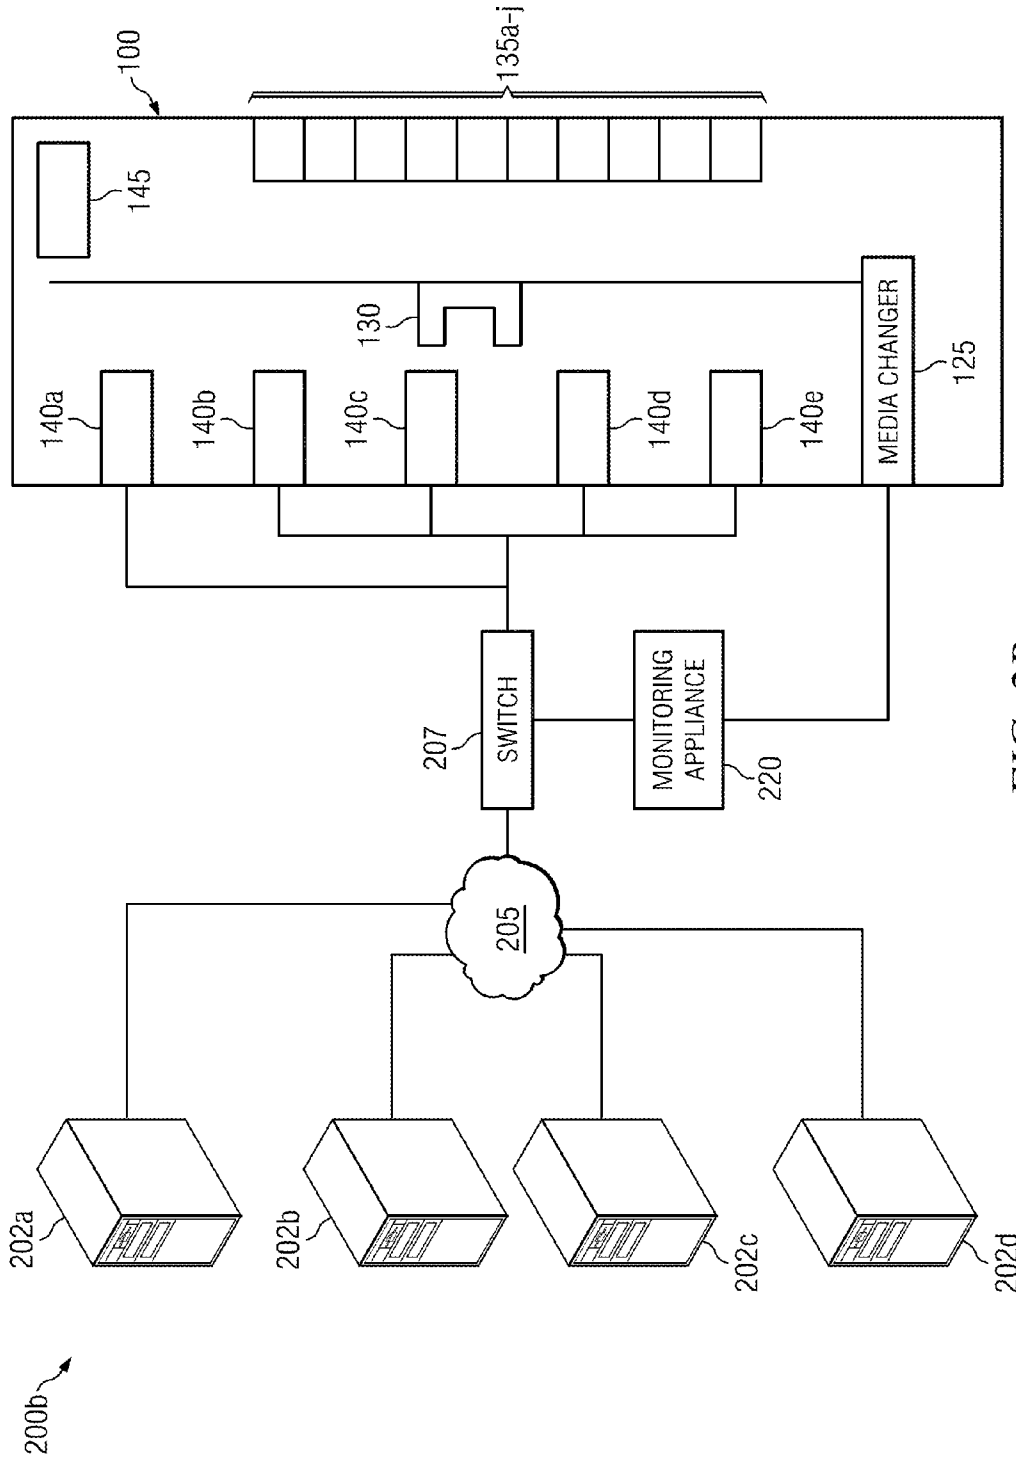 200b
202a
202b
202c
202d
205
207
SWITCH
MONITORING
APPLIANCE
220
140a
140b
140c
140d
140e
130
MEDIA CHANGER
125
145
100
135a-j